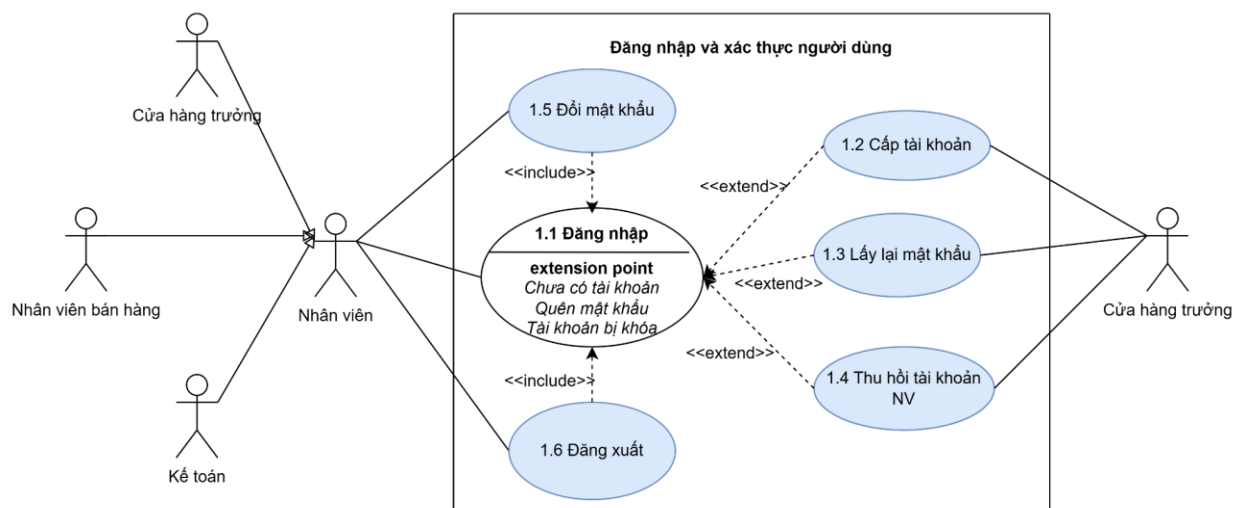 Đăng nhập và xác thực người dùng
Cửa hàng trưởng
1.5 Đổi mật khẩu
1.2 Cấp tài khoản
<<include>>
<<extend>>
1.1 Đăng nhập
extension point
Chưa có tài khoản
Quên mật khẩu
Tài khoản bị khóa
1.3 Lấy lại mật khẩu
<<extend>>
Nhân viên bán hàng
Nhân viên
Cửa hàng trưởng
<<extend>>
<<include>>
1.4 Thu hồi tài khoản
NV
1.6 Đăng xuất
Kế toán